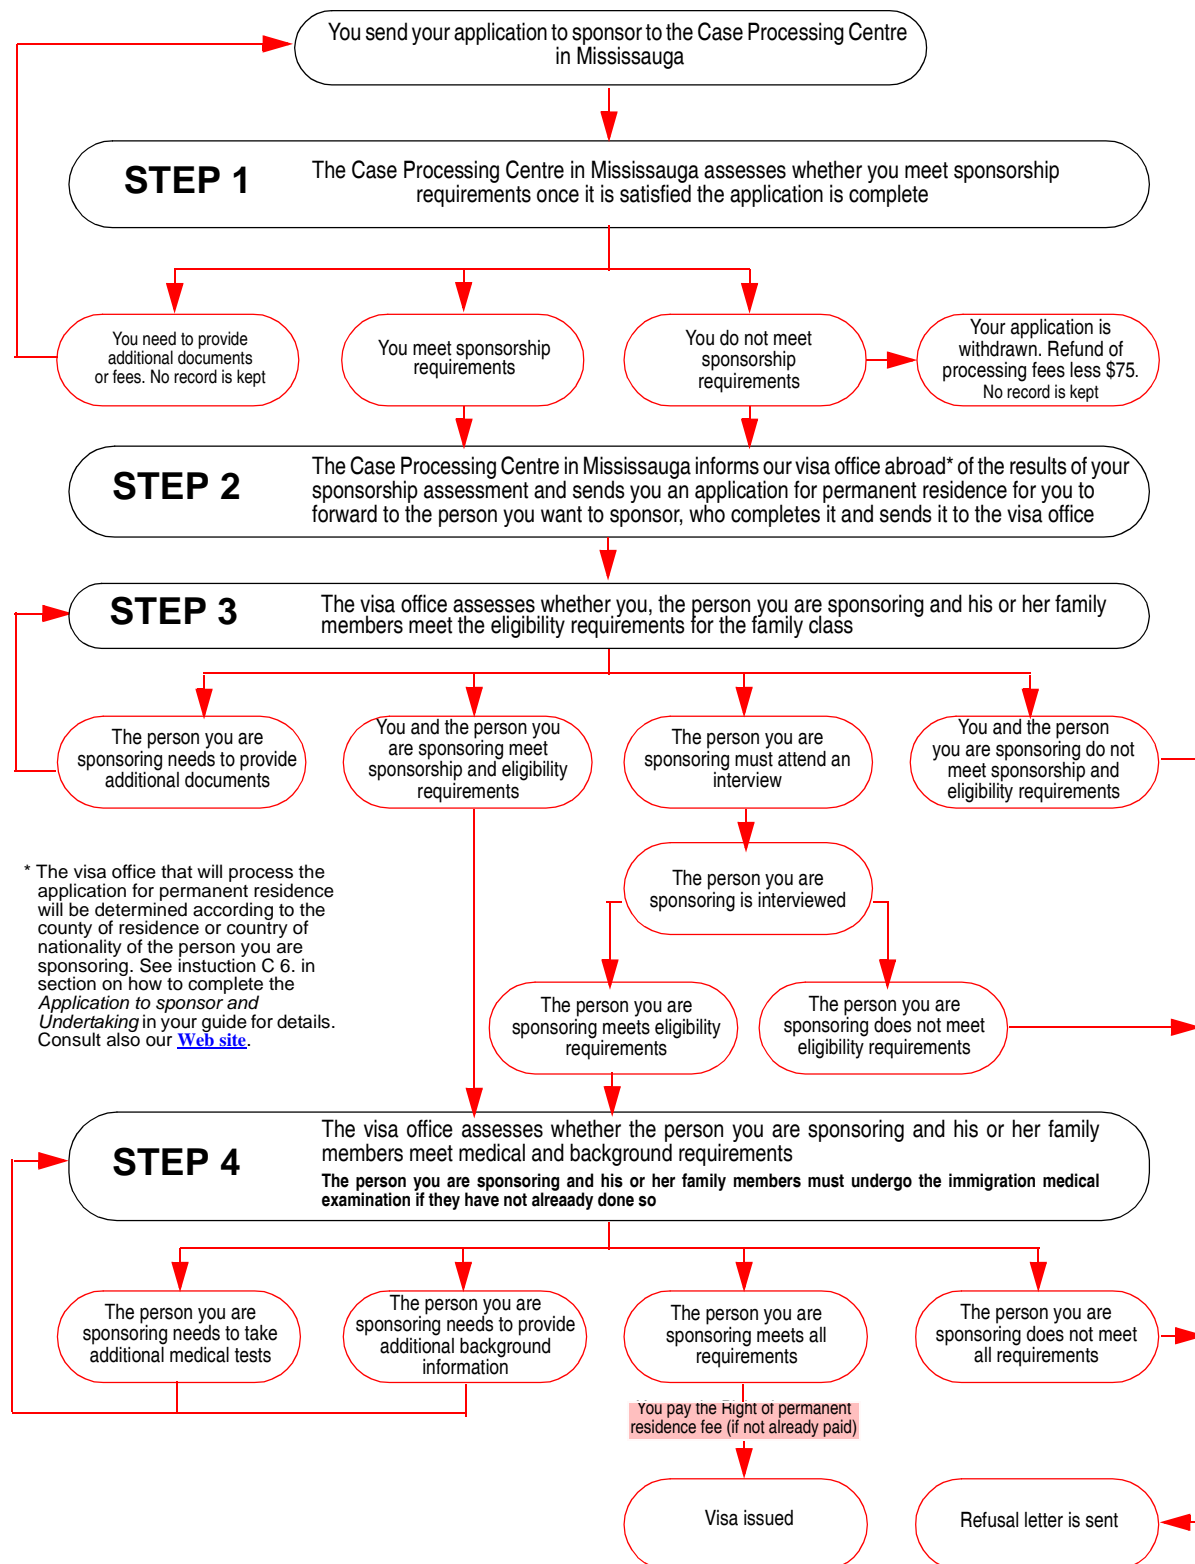 You send your application to sponsor to the Case Processing Centre
in Mississauga
STEP 1
The Case Processing Centre in Mississauga assesses whether you meet sponsorship
requirements once it is satisfied the application is complete
You need to provide
additional documents
or fees. No record is kept
You meet sponsorship
requirements
You do not meet
sponsorship
requirements
Your application is
withdrawn. Refund of
processing fees less $75.
No record is kept
STEP 2
The Case Processing Centre in Mississauga informs our visa office abroad* of the results of your
sponsorship assessment and sends you an application for permanent residence for you to
forward to the person you want to sponsor, who completes it and sends it to the visa office
STEP 3
The visa office assesses whether you, the person you are sponsoring and his or her family
members meet the eligibility requirements for the family class
The person you are
sponsoring needs to provide
additional documents
You and the person you
are sponsoring meet
sponsorship and eligibility
requirements
The person you are
sponsoring must attend an
interview
You and the person
you are sponsoring do not
meet sponsorship and
eligibility requirements
* The visa office that will process the
application for permanent residence
will be determined according to the
county of residence or country of
nationality of the person you are
sponsoring. See instuction C 6. in
section on how to complete the
Application to sponsor and
Undertaking in your guide for details.
Consult also our Web site.
The person you are
sponsoring is interviewed
The person you are
sponsoring meets eligibility
requirements
The person you are
sponsoring does not meet
eligibility requirements
STEP 4
The visa office assesses whether the person you are sponsoring and his or her family
members meet medical and background requirements
The person you are sponsoring and his or her family members must undergo the immigration medical
examination if they have not alreaady done so
The person you are
sponsoring needs to take
additional medical tests
The person you are
sponsoring needs to provide
additional background
information
The person you are
sponsoring meets all
requirements
The person you are
sponsoring does not meet
all requirements
You pay the Right of permanent
residence fee (if not already paid)
Visa issued
Refusal letter is sent